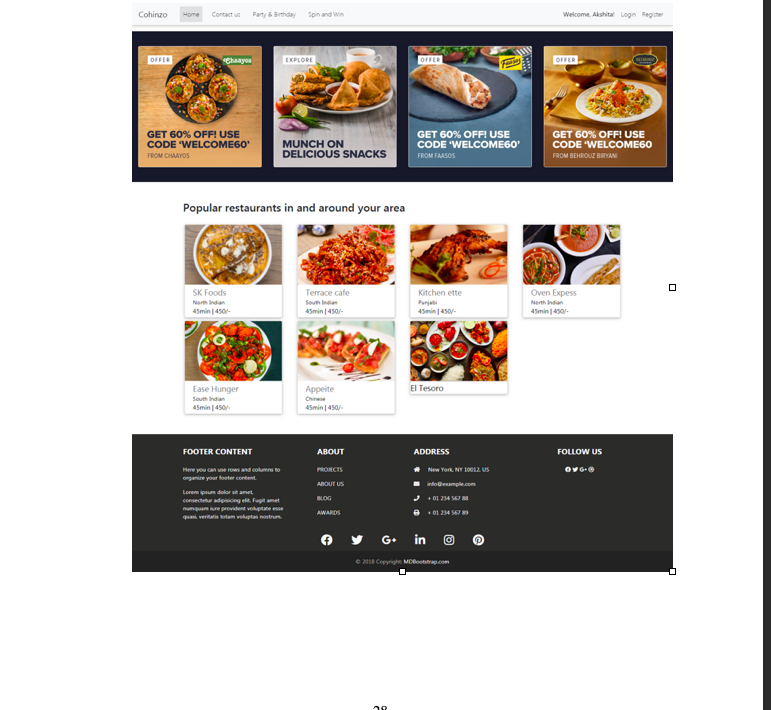 Cohinzo Home Contact us Party & Birthday Spin and Win Welcome, Akshita! Login Register
OFFER
Chaayos
GET 60% OFF! USE
CODE ‘WELCOME60’
FROM CHAAYOS
EXPLORE
MUNCH ON
DELICIOUS SNACKS
OFFER
Faasos
GET 60% OFF! USE
CODE ‘WELCOME60’
FROM FAASOS
OFFER
GET 60% OFF! USE
CODE ‘WELCOME60
FROM BEHROUZ BIRYANI
Popular restaurants in and around your area
SK Foods
North Indian
45min | 450/-
Terrace cafe
South Indian
45min | 450/-
Kitchen ette
Punjabi
45min | 450/-
Oven Expess
North Indian
45min | 450/-
Ease Hunger
South Indian
45min | 450/-
Appeite
Chinese
45min | 450/-
El Tesoro
FOOTER CONTENT
Here you can use rows and columns to
organize your footer content.
Lorem ipsum dolor sit amet,
consectetur adipisicing elit. Fugit amet
numquam iure provident voluptate esse
quasi, veritatis totam voluptas nostrum.
ABOUT
PROJECTS
ABOUT US
BLOG
AWARDS
ADDRESS
New York, NY 10012, US
info@example.com
+ 01 234 567 88
+ 01 234 567 89
FOLLOW US
© 2018 Copyright: MDBootstrap.com
28